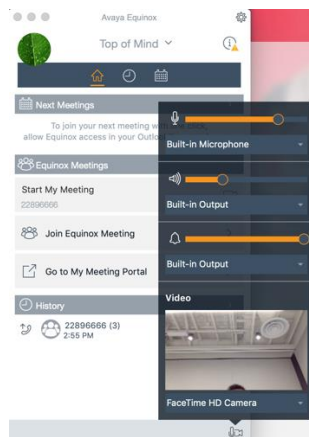 Avaya Equinox
Top of Mind
Next Meetings
To join your next meeting with
click,
allow Equinox access in your Outlo
Equinox Meetings
Start My Meeting
22896666
Join Equinox Meeting
Go to My Meeting Portal
History
22896666 (3)
2:55 PM
Built-in Microphone
Built-in Output
Built-in Output
Video
FaceTime HD Camera